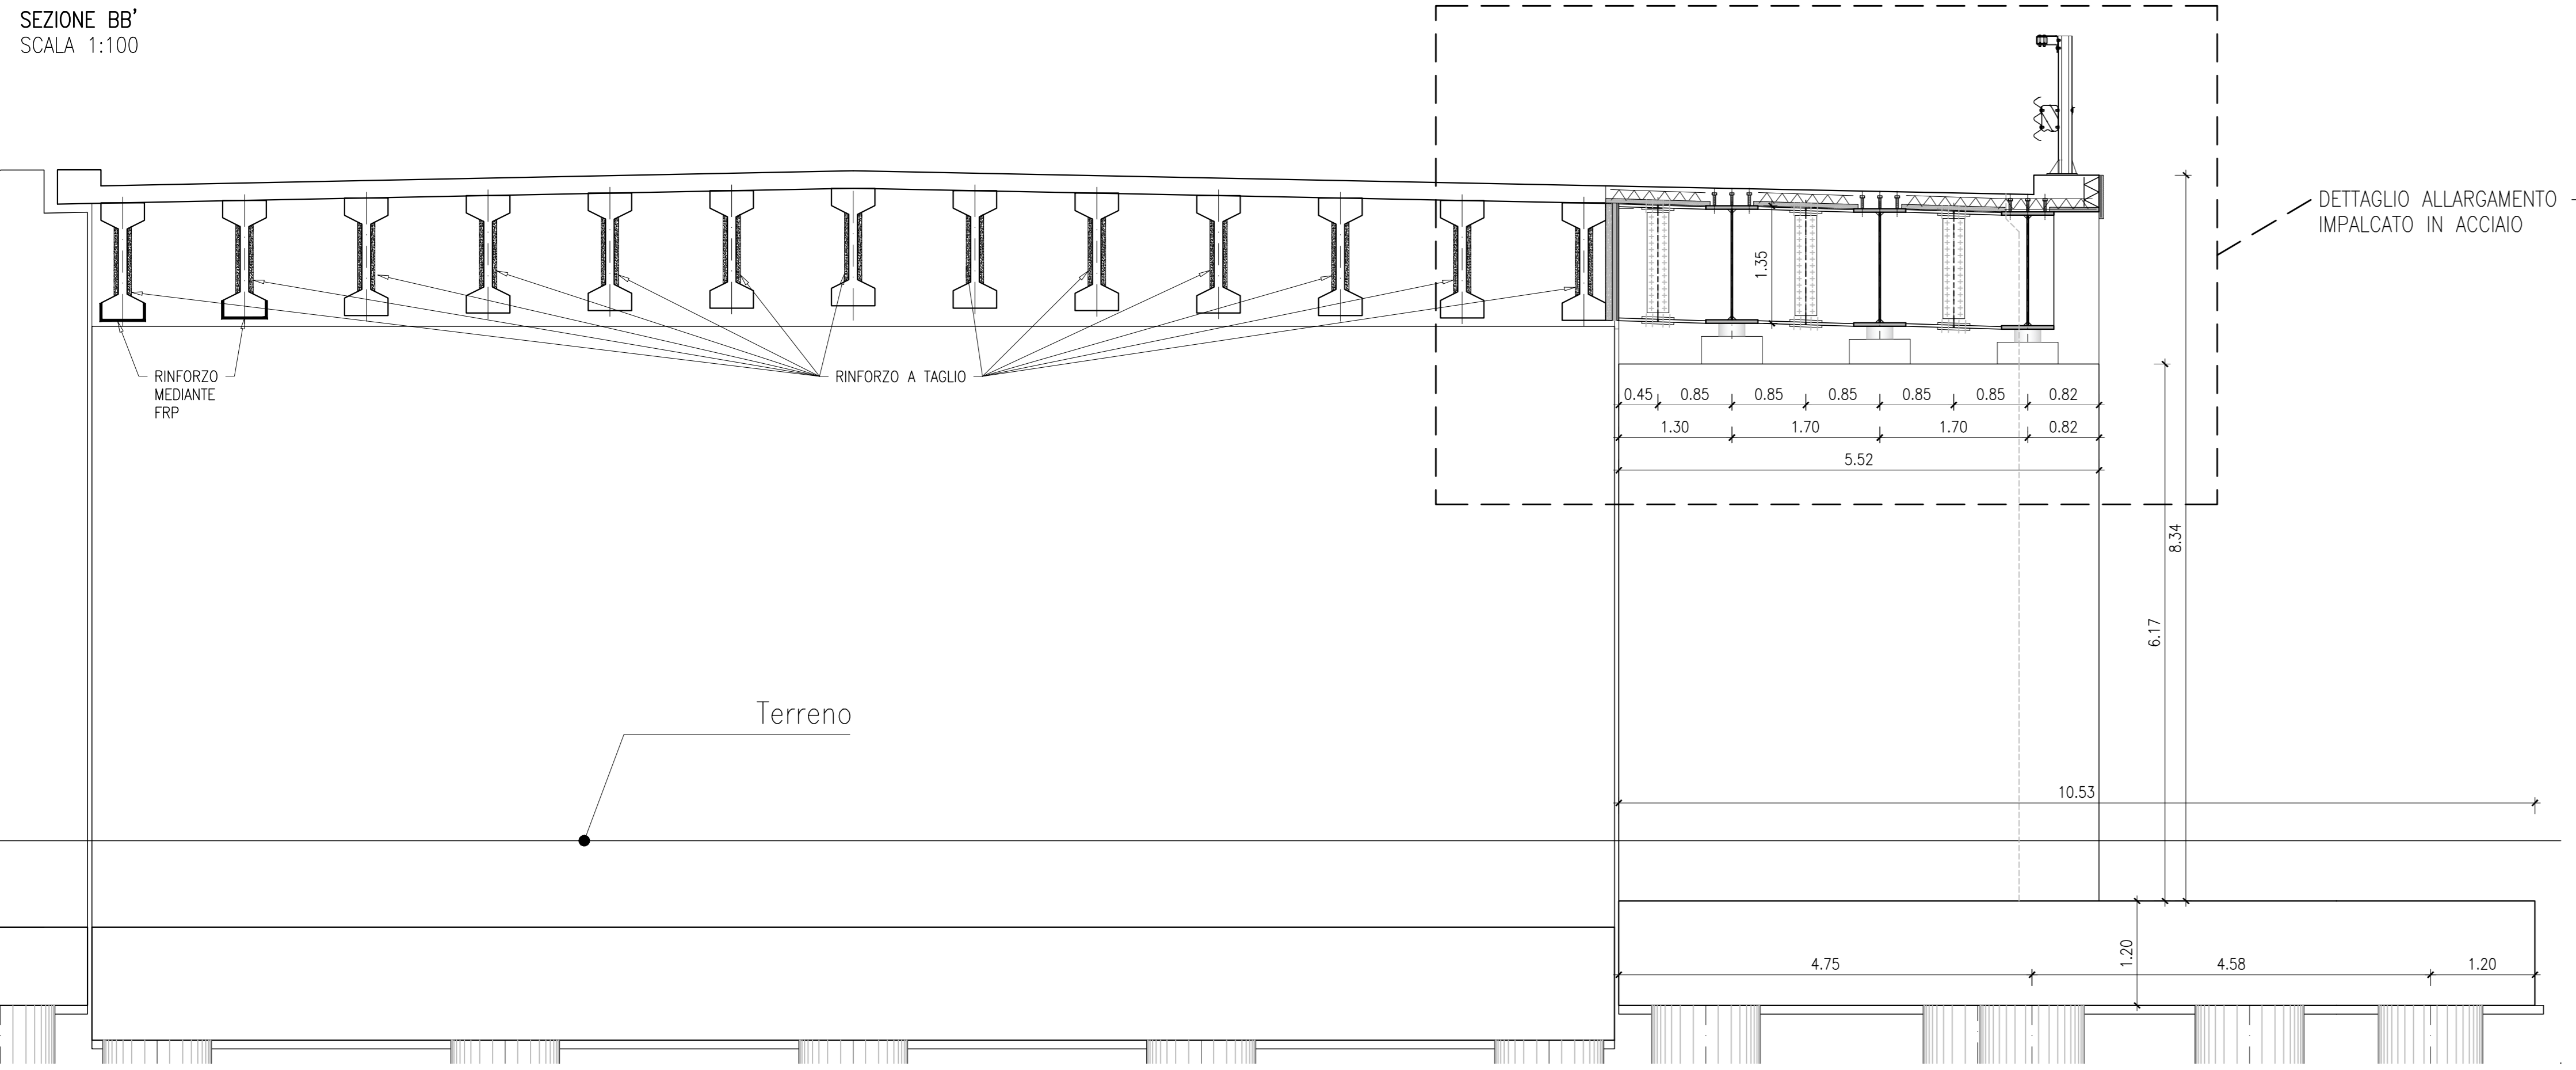 SEZIONE BB'
SCALA 1:100
DETTAGLIO ALLARGAMENTO
IMPALCATO IN ACCIAIO
1.35
RINFORZO
MEDIANTE
FRP
RINFORZO A TAGLIO
0.45 0.85 0.85 0.85 0.85 0.85 0.82
1.30 1.70 1.70 0.82
5.52
8.34
6.17
Terreno
10.53
4.75 1.20 4.58 1.20